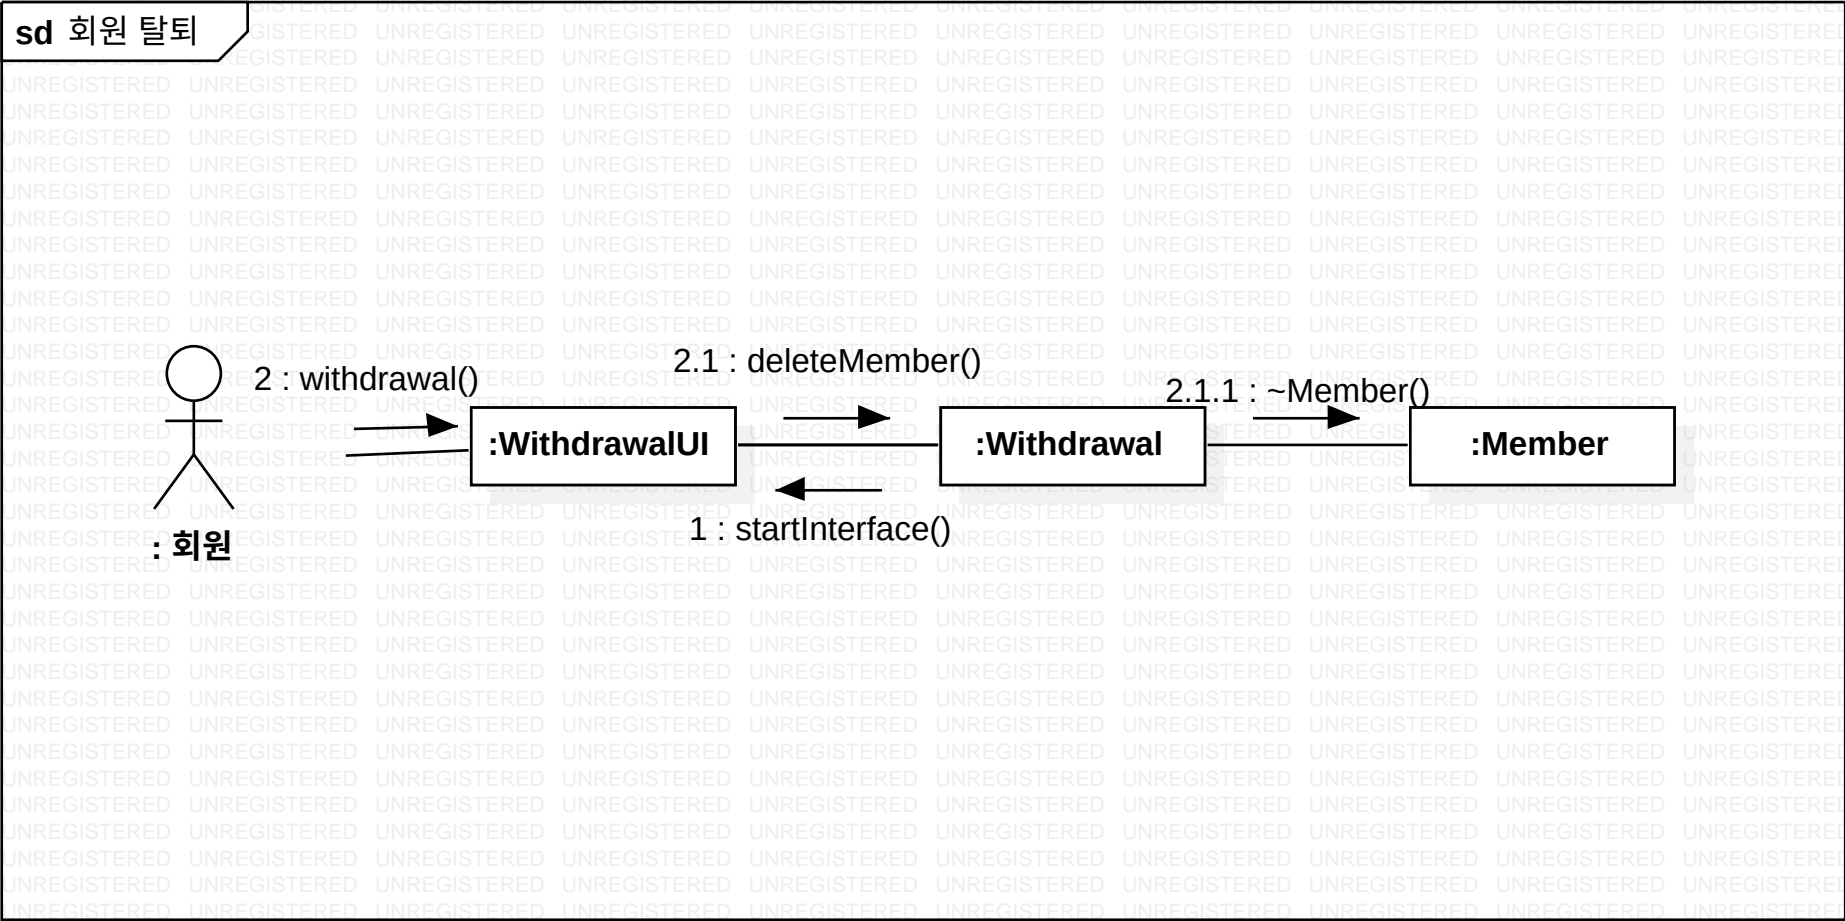 sd 회원 탈퇴
2.1 : deleteMember()
2 : withdrawal()
2.1.1 : ~Member()
:WithdrawalUI
:Withdrawal
:Member
1 : startInterface()
: 회원
UNREGISTERED